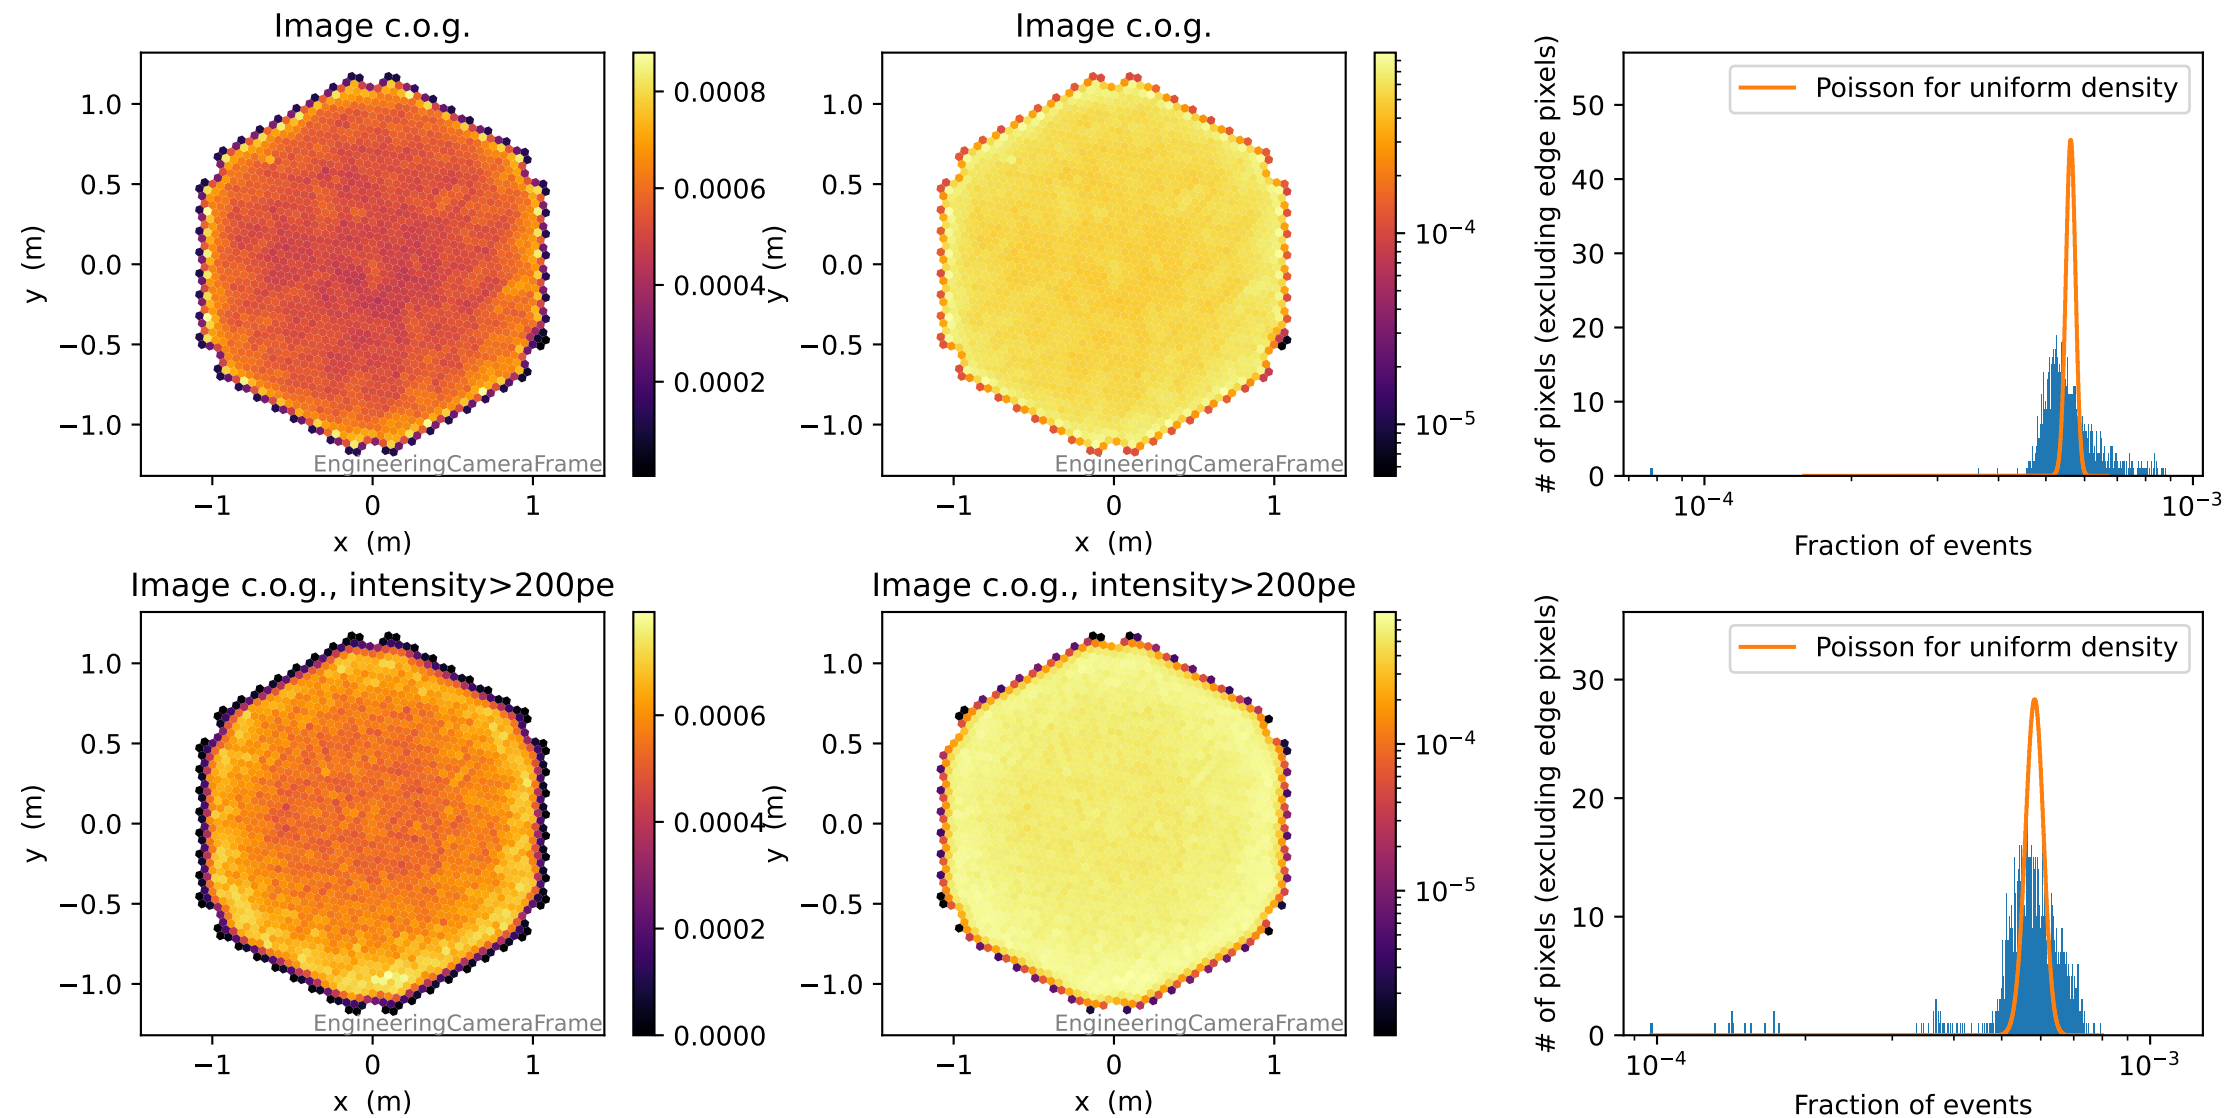 Image c.o.g.
1.0
0.5
0.0
−0.5
−1.0
y (m)
−1
0
1
x (m)
EngineeringCameraFrame
0.0008
0.0006
0.0004
0.0002
Image c.o.g.
1.0
0.5
0.0
−0.5
−1.0
y (m)
−1
0
1
x (m)
EngineeringCameraFrame
10⁻⁴
10⁻⁵
Poisson for uniform density
# of pixels (excluding edge pixels)
50
40
30
20
10
0
10⁻⁴
10⁻³
Fraction of events
Image c.o.g., intensity>200pe
1.0
0.5
0.0
−0.5
−1.0
y (m)
−1
0
1
x (m)
EngineeringCameraFrame
0.0006
0.0004
0.0002
0.0000
Image c.o.g., intensity>200pe
1.0
0.5
0.0
−0.5
−1.0
y (m)
−1
0
1
x (m)
EngineeringCameraFrame
10⁻⁴
10⁻⁵
Poisson for uniform density
# of pixels (excluding edge pixels)
30
20
10
0
10⁻⁴
10⁻³
Fraction of events